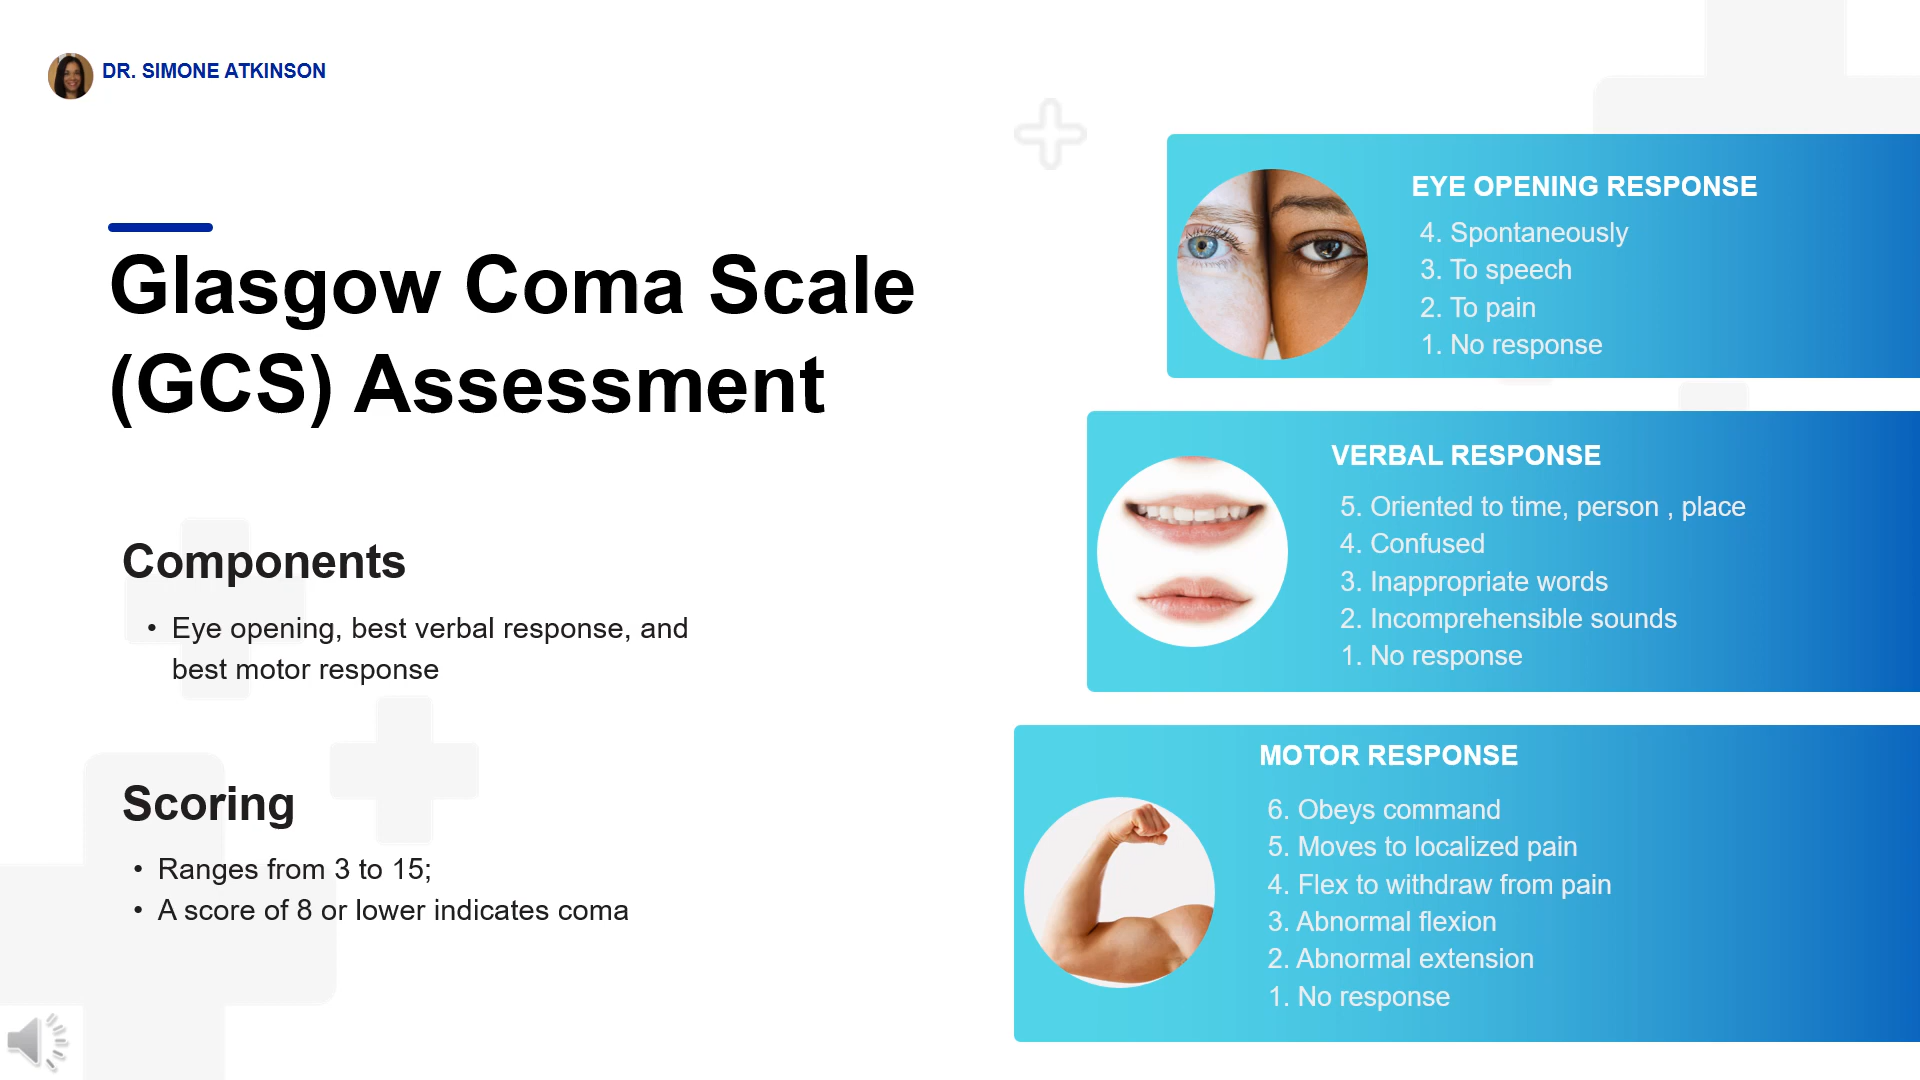 DR. SIMONE ATKINSON
Glasgow Coma Scale
(GCS) Assessment
Components
• Eye opening, best verbal response, and
best motor response
Scoring
• Ranges from 3 to 15;
• A score of 8 or lower indicates coma
EYE OPENING RESPONSE
4. Spontaneously
3. To speech
2. To pain
1. No response
VERBAL RESPONSE
5. Oriented to time, person , place
4. Confused
3. Inappropriate words
2. Incomprehensible sounds
1. No response
MOTOR RESPONSE
6. Obeys command
5. Moves to localized pain
4. Flex to withdraw from pain
3. Abnormal flexion
2. Abnormal extension
1. No response